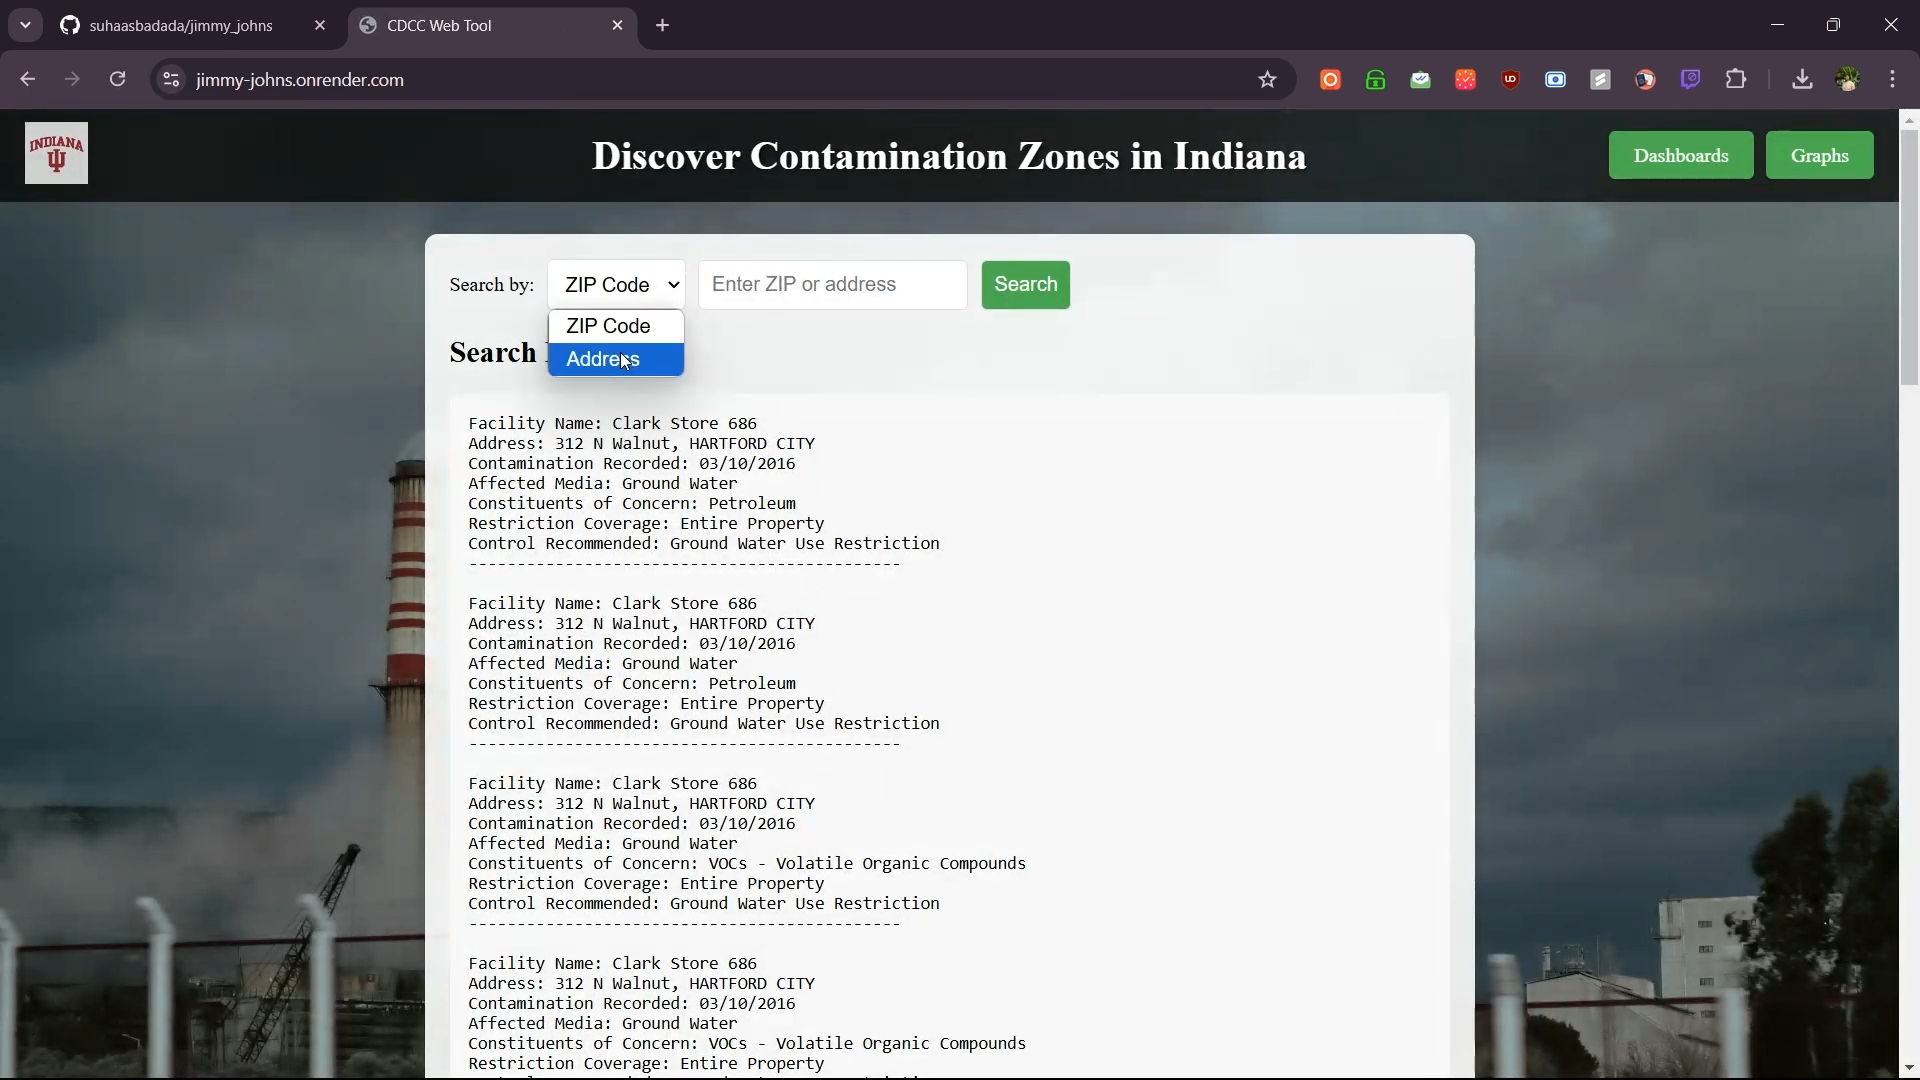 suhaasbadada/jimmy_johns
CDCC Web Tool
jimmy-johns.onrender.com
INDIANA
Discover Contamination Zones in Indiana
Dashboards
Graphs
Search by:
ZIP Code
Enter ZIP or address
Search
ZIP Code
Search
Address
Facility Name: Clark Store 686
Address: 312 N Walnut, HARTFORD CITY
Contamination Recorded: 03/10/2016
Affected Media: Ground Water
Constituents of Concern: Petroleum
Restriction Coverage: Entire Property
Control Recommended: Ground Water Use Restriction
---------------------------------------------
Facility Name: Clark Store 686
Address: 312 N Walnut, HARTFORD CITY
Contamination Recorded: 03/10/2016
Affected Media: Ground Water
Constituents of Concern: Petroleum
Restriction Coverage: Entire Property
Control Recommended: Ground Water Use Restriction
---------------------------------------------
Facility Name: Clark Store 686
Address: 312 N Walnut, HARTFORD CITY
Contamination Recorded: 03/10/2016
Affected Media: Ground Water
Constituents of Concern: VOCs - Volatile Organic Compounds
Restriction Coverage: Entire Property
Control Recommended: Ground Water Use Restriction
---------------------------------------------
Facility Name: Clark Store 686
Address: 312 N Walnut, HARTFORD CITY
Contamination Recorded: 03/10/2016
Affected Media: Ground Water
Constituents of Concern: VOCs - Volatile Organic Compounds
Restriction Coverage: Entire Property